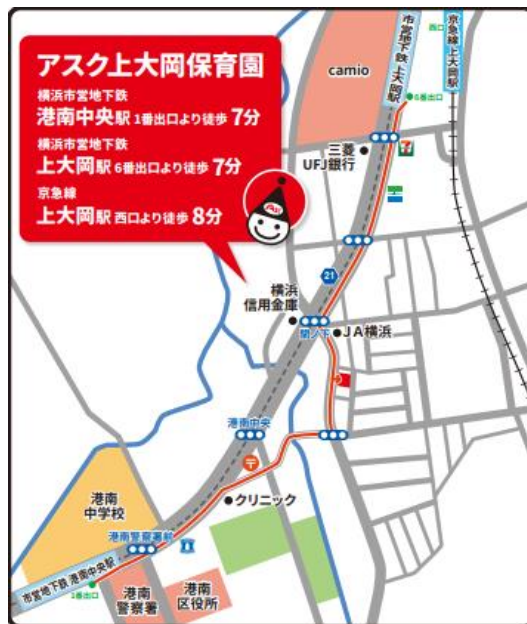 アスク上大岡保育園
横浜市営地下鉄
港南中央駅 1番出口より徒歩 7分
横浜市営地下鉄
上大岡駅 6番出口より徒歩 7分
京急線
上大岡駅 西口より徒歩 8分
camio
市営地下鉄 上大岡駅
西口
京急線 上大岡駅
6番出口
三菱
UFJ銀行
21
横浜
信用金庫
関ノ下
JA横浜
港南中央
クリニック
港南
中学校
港南警察署前
市営地下鉄 港南中央駅
1番出口
港南
警察署
港南
区役所